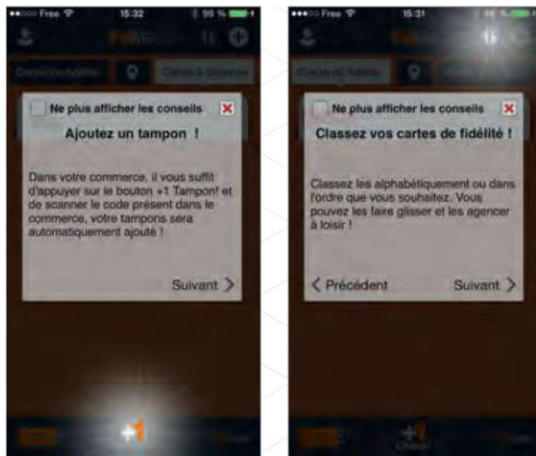 Free 15:32 99 %
Ne plus afficher les conseils
Ajoutez un tampon !
Dans votre commerce, il vous suffit
d'appuyer sur le bouton +1 Tampon! et
de scanner le code présent dans le
commerce, votre tampons sera
automatiquement ajouté !
Suivant
+1
Free 15:31
Ne plus afficher les conseils
Classez vos cartes de fidélité !
Classez les alphabétiquement ou dans
l'ordre que vous souhaitez. Vous
pouvez les faire glisser et les agencer
à loisir !
Précédent Suivant
+1